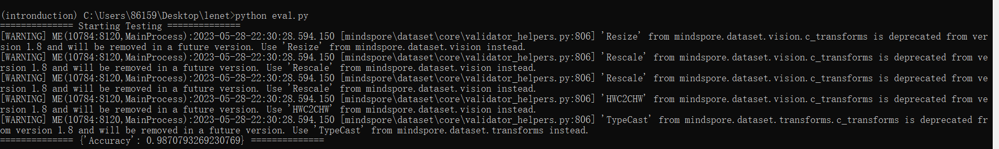 (intronduction) C:\Users\86159\Desktop\lenet>python eval.py
============== Starting Testing ==============
[WARNING] ME(10784:8120,MainProcess):2023-05-28-22:30:28.594.150 [mindspore\dataset\core\validator_helpers.py:806] 'Resize' from mindspore.dataset.vision.c_transforms is deprecated from ver
sion 1.8 and will be removed in a future version. Use 'Resize' from mindspore.dataset.vision instead.
[WARNING] ME(10784:8120,MainProcess):2023-05-28-22:30:28.594.150 [mindspore\dataset\core\validator_helpers.py:806] 'Rescale' from mindspore.dataset.vision.c_transforms is deprecated from ve
rsion 1.8 and will be removed in a future version. Use 'Rescale' from mindspore.dataset.vision instead.
[WARNING] ME(10784:8120,MainProcess):2023-05-28-22:30:28.594.150 [mindspore\dataset\core\validator_helpers.py:806] 'Rescale' from mindspore.dataset.vision.c_transforms is deprecated from ve
rsion 1.8 and will be removed in a future version. Use 'Rescale' from mindspore.dataset.vision instead.
[WARNING] ME(10784:8120,MainProcess):2023-05-28-22:30:28.594.150 [mindspore\dataset\core\validator_helpers.py:806] 'HWC2CHW' from mindspore.dataset.vision.c_transforms is deprecated from ve
rsion 1.8 and will be removed in a future version. Use 'HWC2CHW' from mindspore.dataset.vision instead.
[WARNING] ME(10784:8120,MainProcess):2023-05-28-22:30:28.594.150 [mindspore\dataset\core\validator_helpers.py:806] 'TypeCast' from mindspore.dataset.transforms.c_transforms is deprecated fr
om version 1.8 and will be removed in a future version. Use 'TypeCast' from mindspore.dataset.transforms instead.
============== {'Accuracy': 0.9870793269230769} ==============